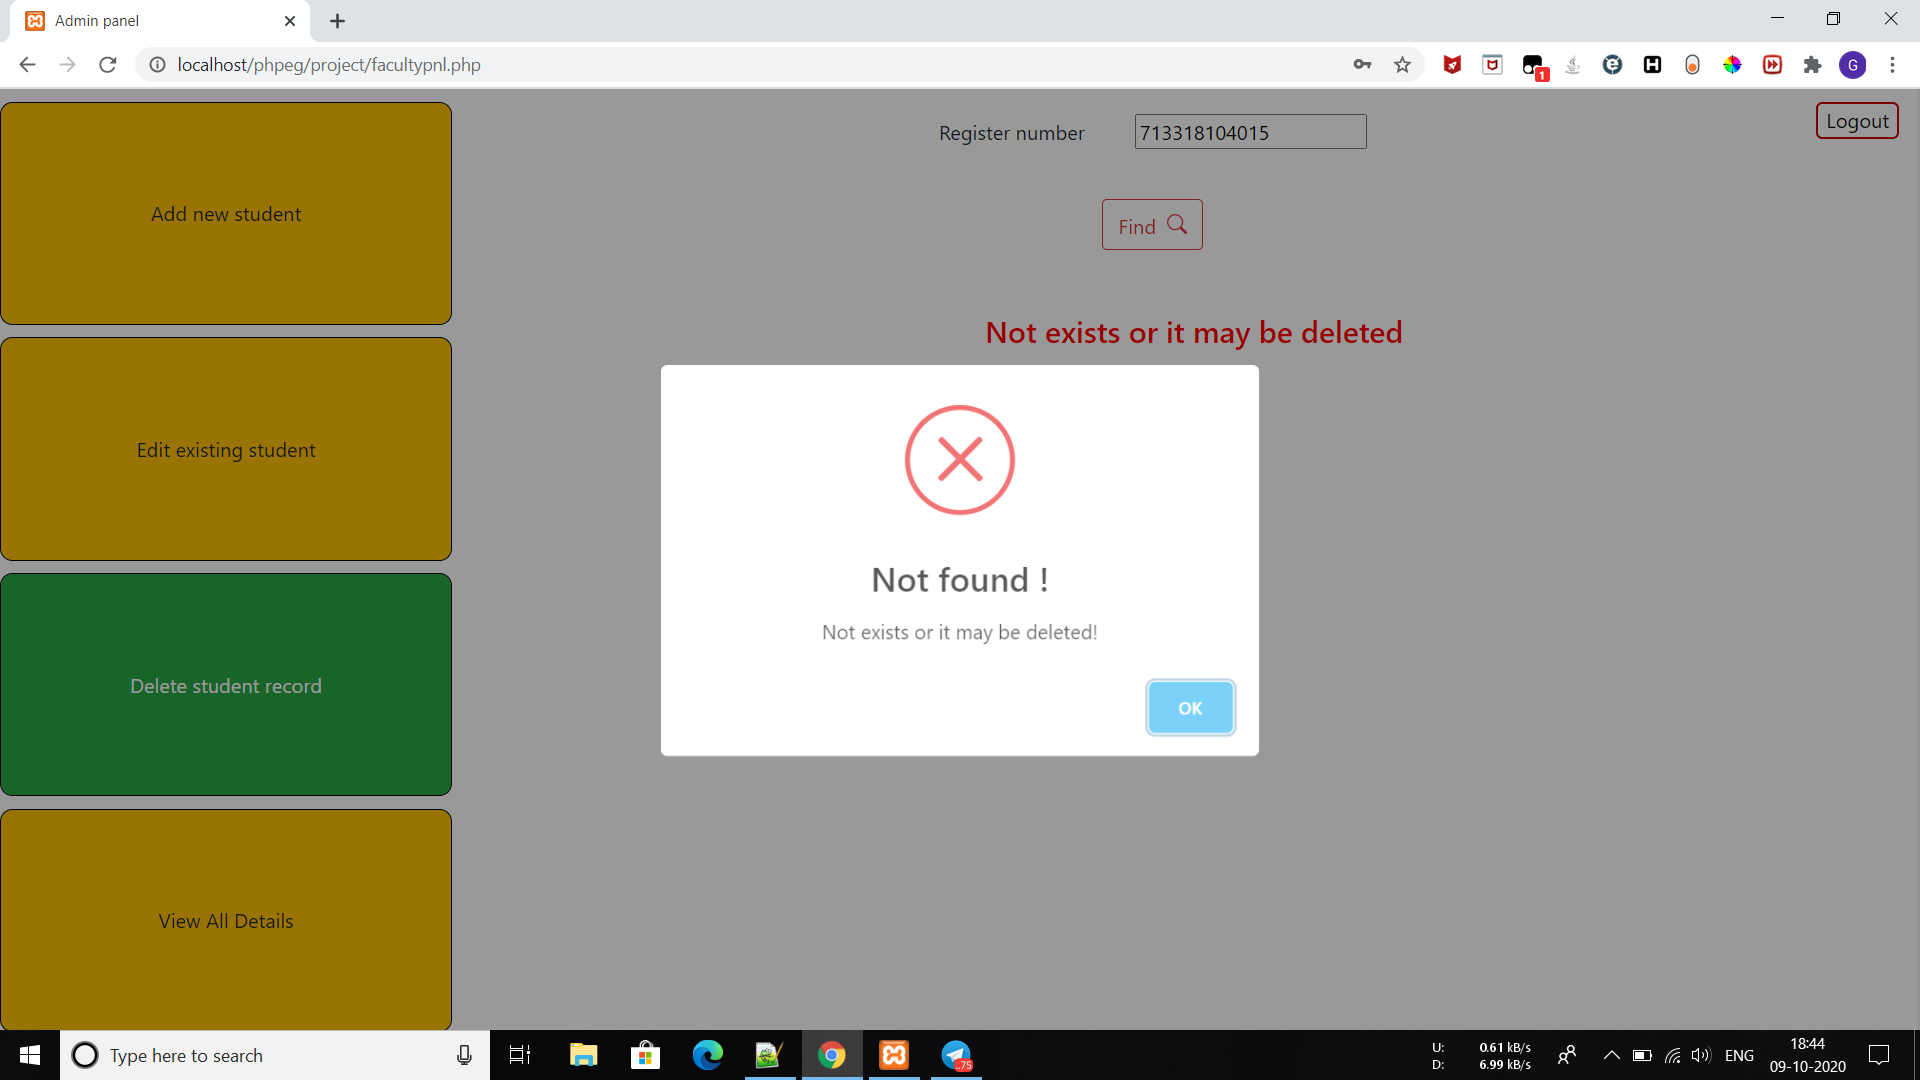 Admin panel
localhost/phpeg/project/facultypnl.php
1
G
Add new student
Register number 713318104015
Logout
Find
Not exists or it may be deleted
Edit existing student
Not found !
Not exists or it may be deleted!
OK
Delete student record
View All Details
Type here to search
..75
U: 0.61 kB/s
D: 6.99 kB/s
ENG
18:44
09-10-2020